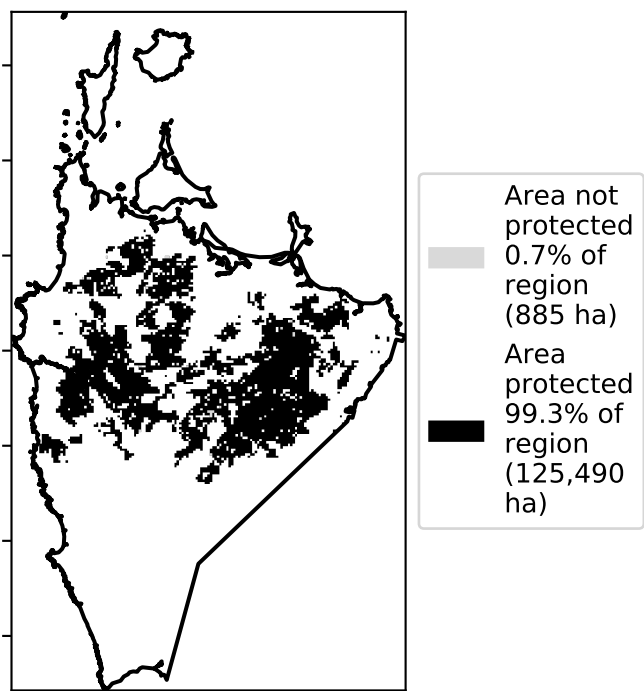 Area not
protected
0.7% of
region
(885 ha)
Area
protected
99.3% of
region
(125,490
ha)